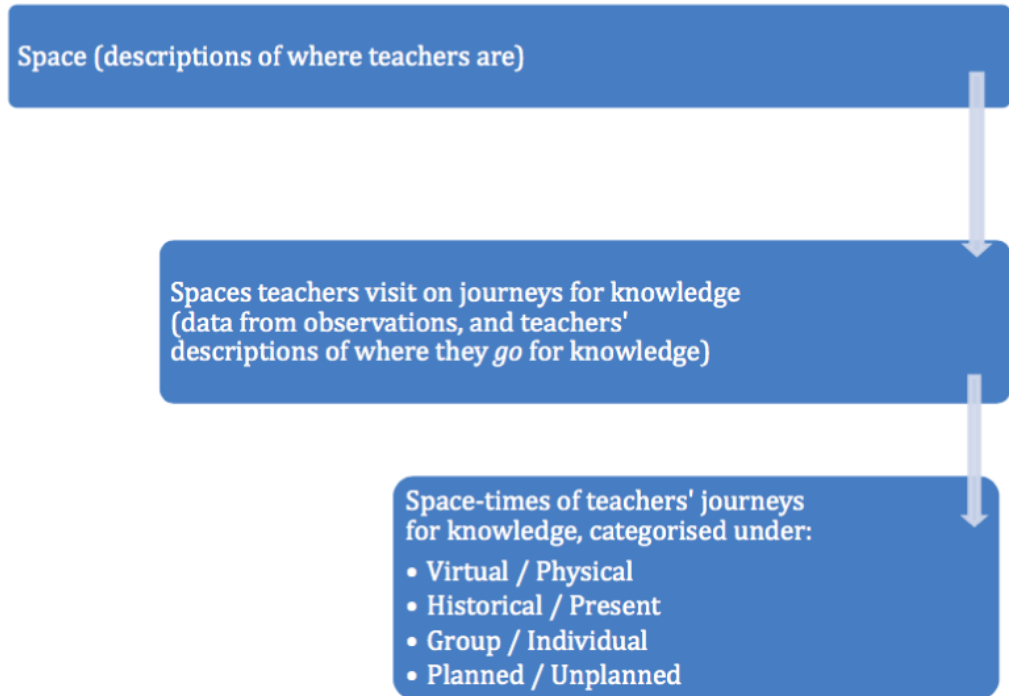 Space (descriptions of where teachers are)
Spaces teachers visit on journeys for knowledge
(data from observations, and teachers'
descriptions of where they go for knowledge)
Space-times of teachers' journeys
for knowledge, categorised under:
• Virtual / Physical
• Historical / Present
• Group / Individual
• Planned / Unplanned